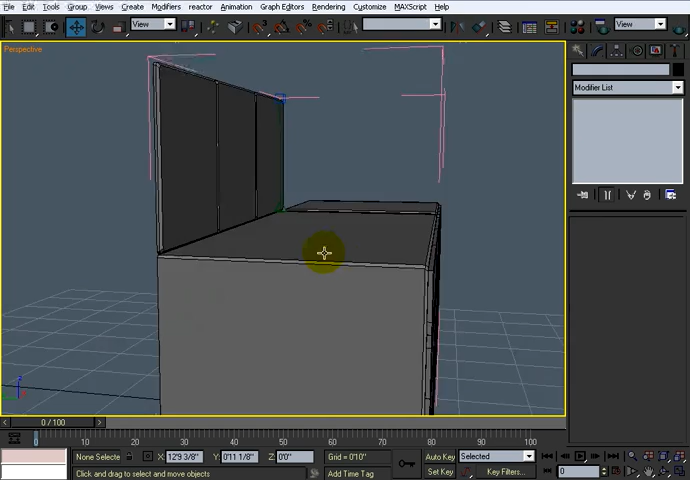 File Edit Tools Group Views Create Modifiers reactor Animation Graph Editors Rendering Customize MAXScript Help
View View
Perspective
Modifier List
0 / 100
0 10 20 30 40 50 60 70 80 90 100
None Selecte X: 12'9 3/8" Y: 0'11 1/8" Z: 0'0" Grid = 0'10" Auto Key Selected
Click and drag to select and move objects Add Time Tag Set Key Key Filters... 0